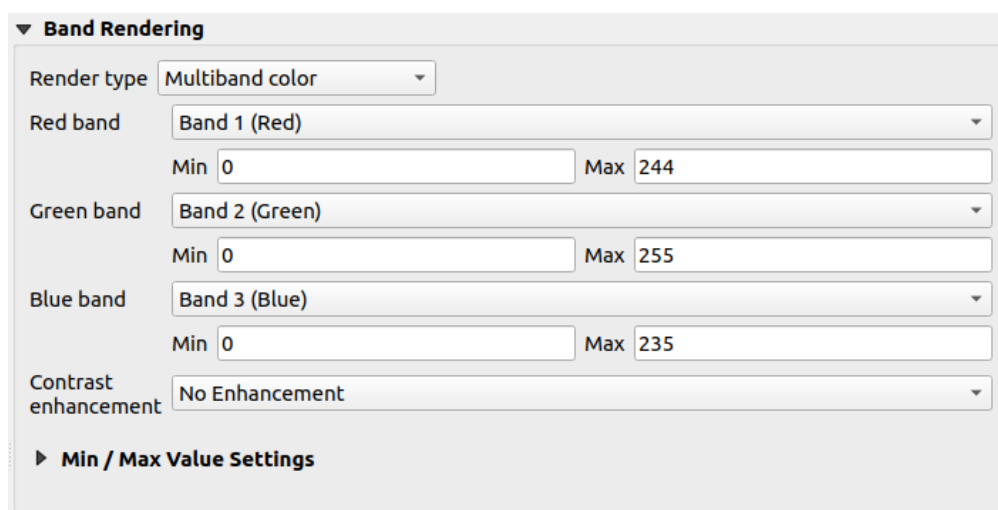 Band Rendering
Render type Multiband color
Red band Band 1 (Red)
Min 0 Max 244
Green band Band 2 (Green)
Min 0 Max 255
Blue band Band 3 (Blue)
Min 0 Max 235
Contrast
enhancement No Enhancement
Min / Max Value Settings